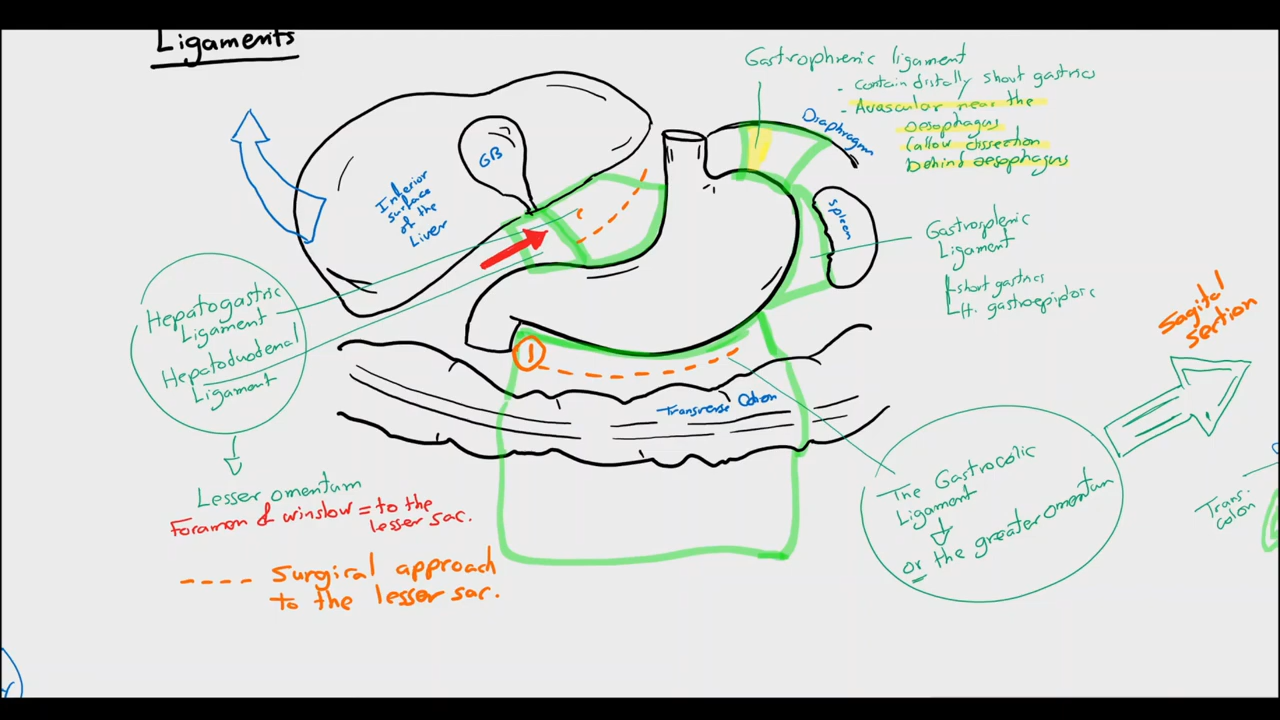 Ligaments
Gastrophrenic ligament
- contain distally short gastrics
- Avascular near the
oesophagus
(allow dissection
behind oesophagus
Diaphragm
GB
Inferior
surface
of the
Liver
spleen
Gastrosplenic
Ligament
short gastrics
Lt. gastroepiploic
Sagital
section
Hepatogastric
Ligament
Hepatoduodenal
Ligament
1
Transverse Colon
Lesser omentum
Foramen of winslow = to the
lesser sac.
---- Surgical approach
to the lesser sac.
The Gastrocolic
Ligament
or the greater omentum
Trans.
colon